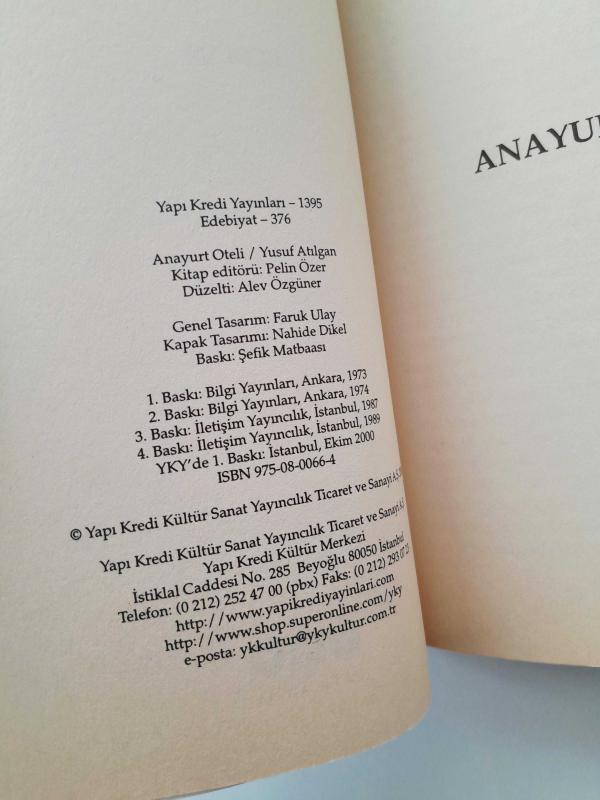 Yapı Kredi Yayınları – 1395
Edebiyat – 376
Anayurt Oteli / Yusuf Atılgan
Kitap editörü: Pelin Özer
Düzelti: Alev Özgüner
Genel Tasarım: Faruk Ulay
Kapak Tasarımı: Nahide Dikel
Baskı: Şefik Matbaası
1. Baskı: Bilgi Yayınları, Ankara, 1973
2. Baskı: Bilgi Yayınları, Ankara, 1974
3. Baskı: İletişim Yayıncılık, İstanbul, 1987
4. Baskı: İletişim Yayıncılık, İstanbul, 1989
YKY'de 1. Baskı: İstanbul, Ekim 2000
ISBN 975-08-0066-4
© Yapı Kredi Kültür Sanat Yayıncılık Ticaret ve Sanayi A.Ş.
Yapı Kredi Kültür Sanat Yayıncılık Ticaret ve Sanayi A.Ş.
Yapı Kredi Kültür Merkezi
İstiklal Caddesi No. 285 Beyoğlu 80050 İstanbul
Telefon: (0 212) 252 47 00 (pbx) Faks: (0 212) 293 07 23
http://www.yapikrediyayinlari.com
http://www.shop.superonline.com/yky
e-posta: ykkultur@ykykultur.com.tr
ANAYU